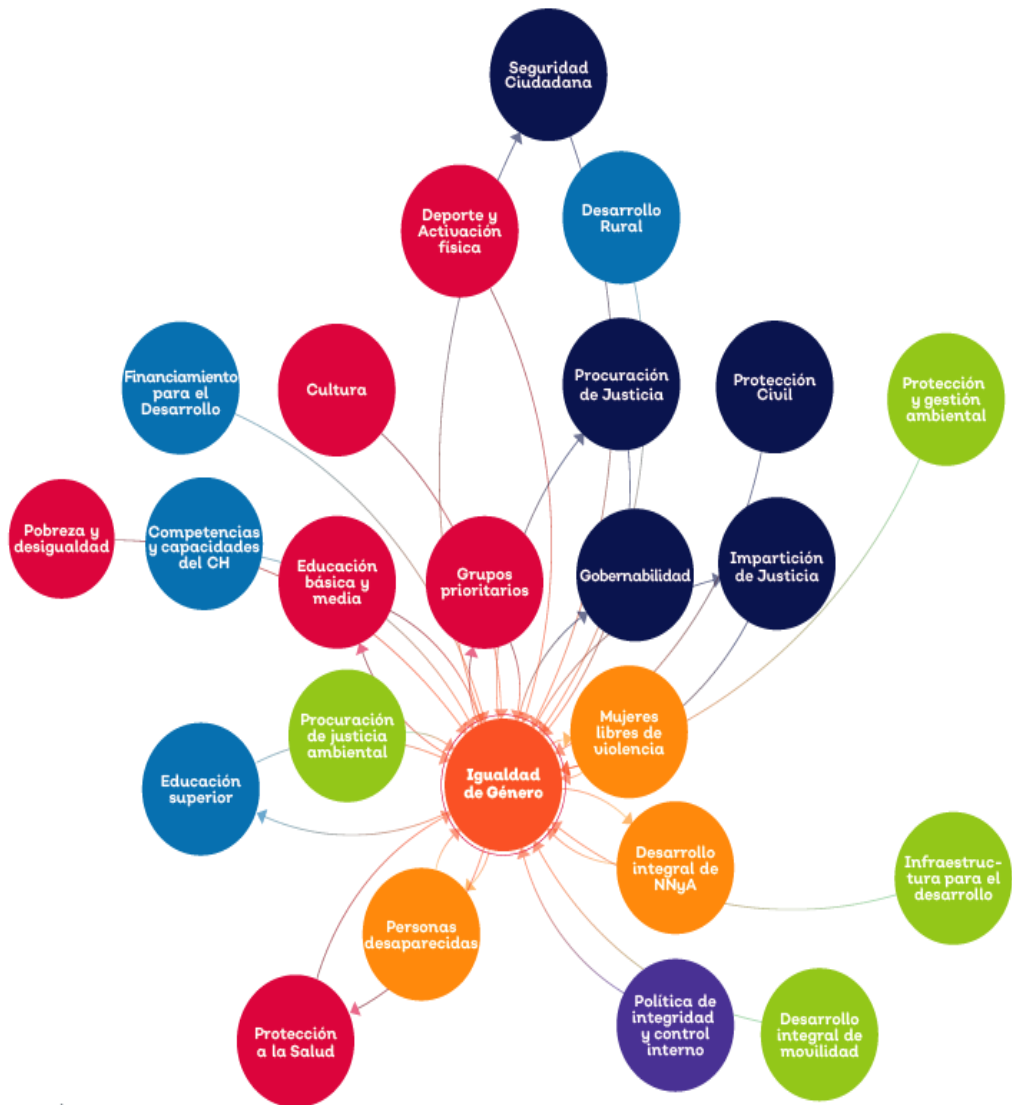 Seguridad
Ciudadana
Deporte y
Activación
física
Desarrollo
Rural
Financiamiento
para el
Desarrollo
Cultura
Procuración
de Justicia
Protección
Civil
Protección
y gestión
ambiental
Pobreza y
desigualdad
Competencias
y capacidades
del CH
Educación
básica y
media
Grupos
prioritarios
Gobernabilidad
Impartición
de Justicia
Procuración
de justicia
ambiental
Mujeres
libres de
violencia
Educación
superior
Igualdad
de Género
Desarrollo
integral de
NNyA
Infraestruc-
tura para el
desarrollo
Personas
desaparecidas
Protección
a la Salud
Política de
integridad
y control
interno
Desarrollo
integral de
movilidad